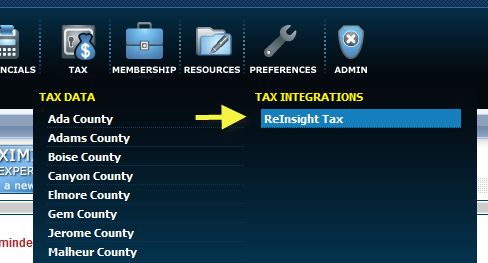 NCIALS TAX MEMBERSHIP RESOURCES PREFERENCES ADMIN
TAX DATA
Ada County
Adams County
Boise County
Canyon County
Elmore County
Gem County
Jerome County
Malheur County
TAX INTEGRATIONS
ReInsight Tax
XIMI
EXPER
a new
minde